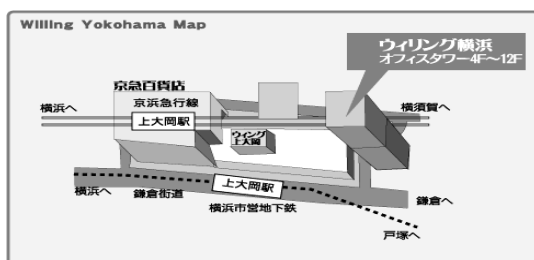 Willing Yokohama Map
ウィリング横浜
オフィスタワー4F〜12F
京急百貨店
京浜急行線
横浜へ
上大岡駅
横須賀へ
ウィング
上大岡
上大岡駅
横浜へ
鎌倉街道
横浜市営地下鉄
鎌倉へ
戸塚へ